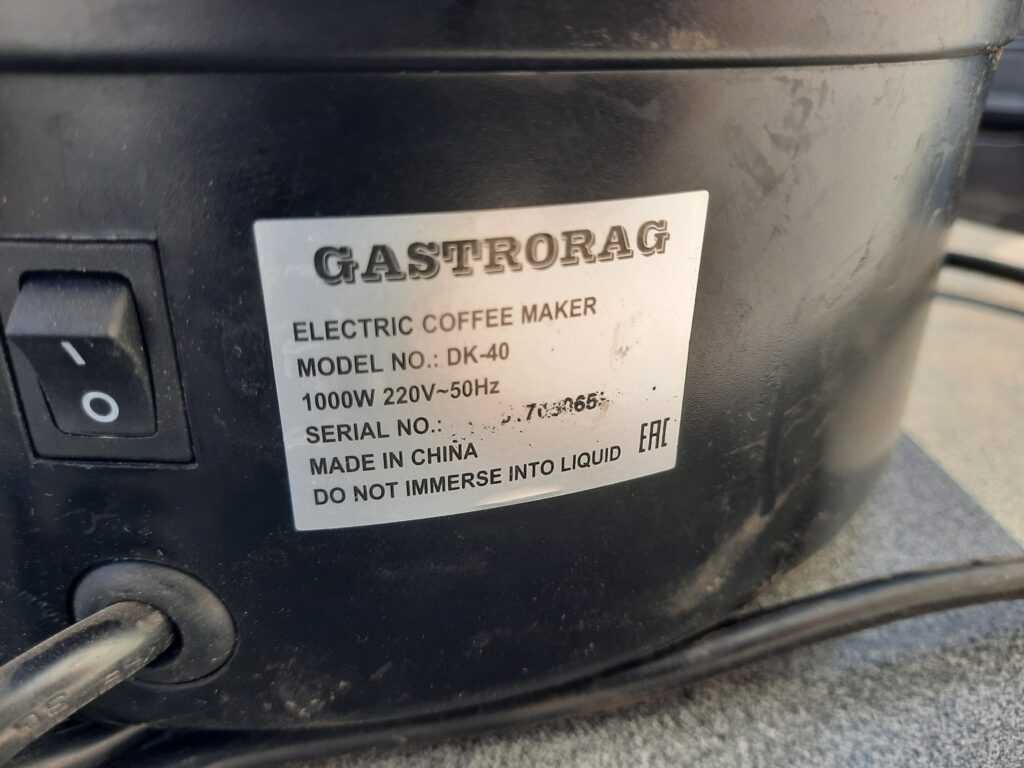 GASTRORAG
ELECTRIC COFFEE MAKER
MODEL NO.: DK-40
1000W 220V~50Hz
SERIAL NO.:
MADE IN CHINA
DO NOT IMMERSE INTO LIQUID
EAC
I
O